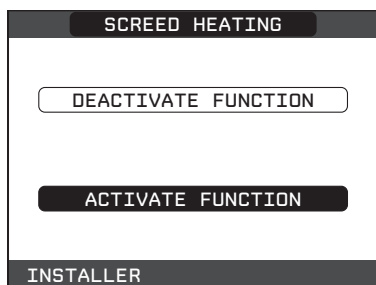 SCREED HEATING
DEACTIVATE FUNCTION
ACTIVATE FUNCTION
INSTALLER